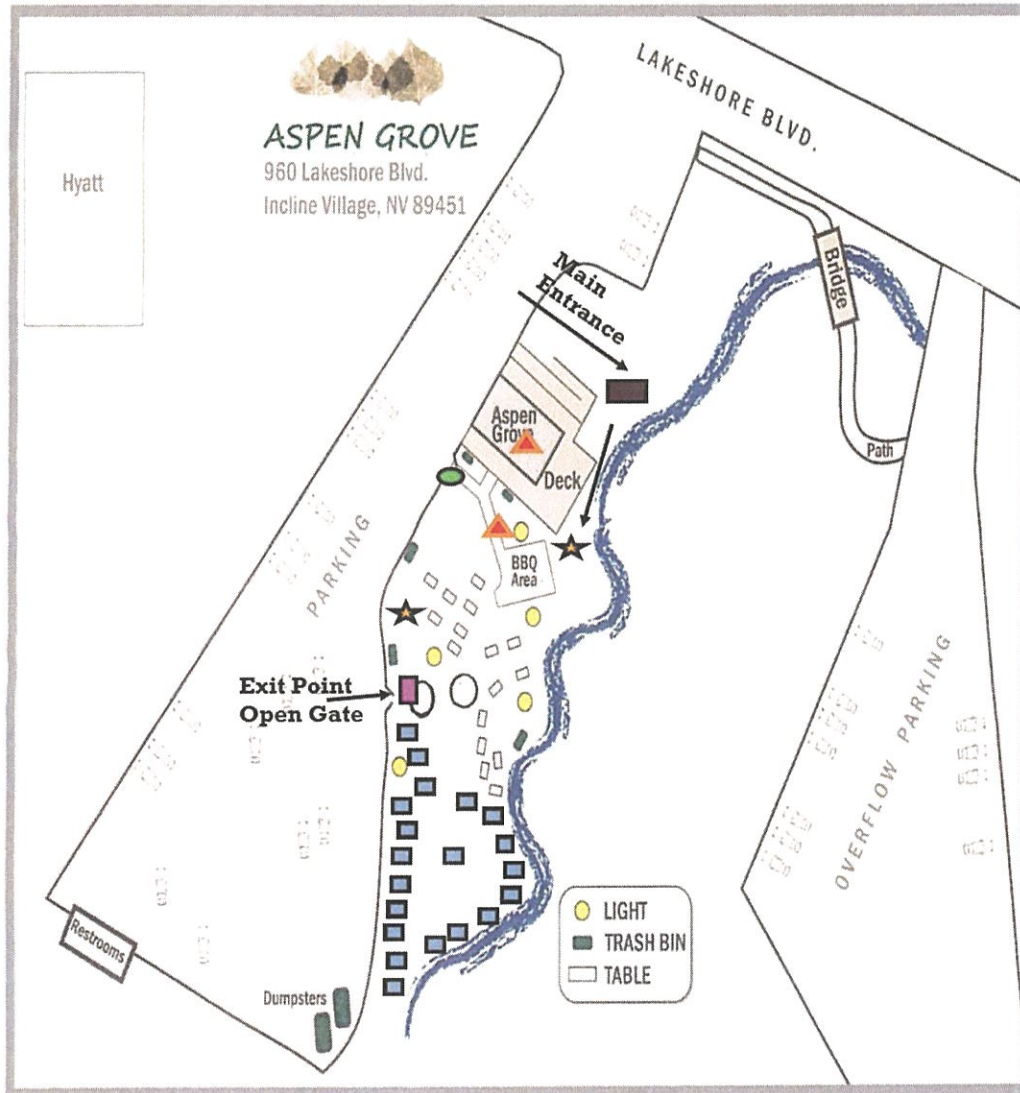 LAKESHORE BLVD.
ASPEN GROVE
960 Lakeshore Blvd.
Incline Village, NV 89451
Hyatt
Main
Entrance
Bridge
Aspen
Grove
Deck
Path
PARKING
BBQ
Area
Exit Point
Open Gate
OVERFLOW PARKING
LIGHT
TRASH BIN
TABLE
Restrooms
Dumpsters